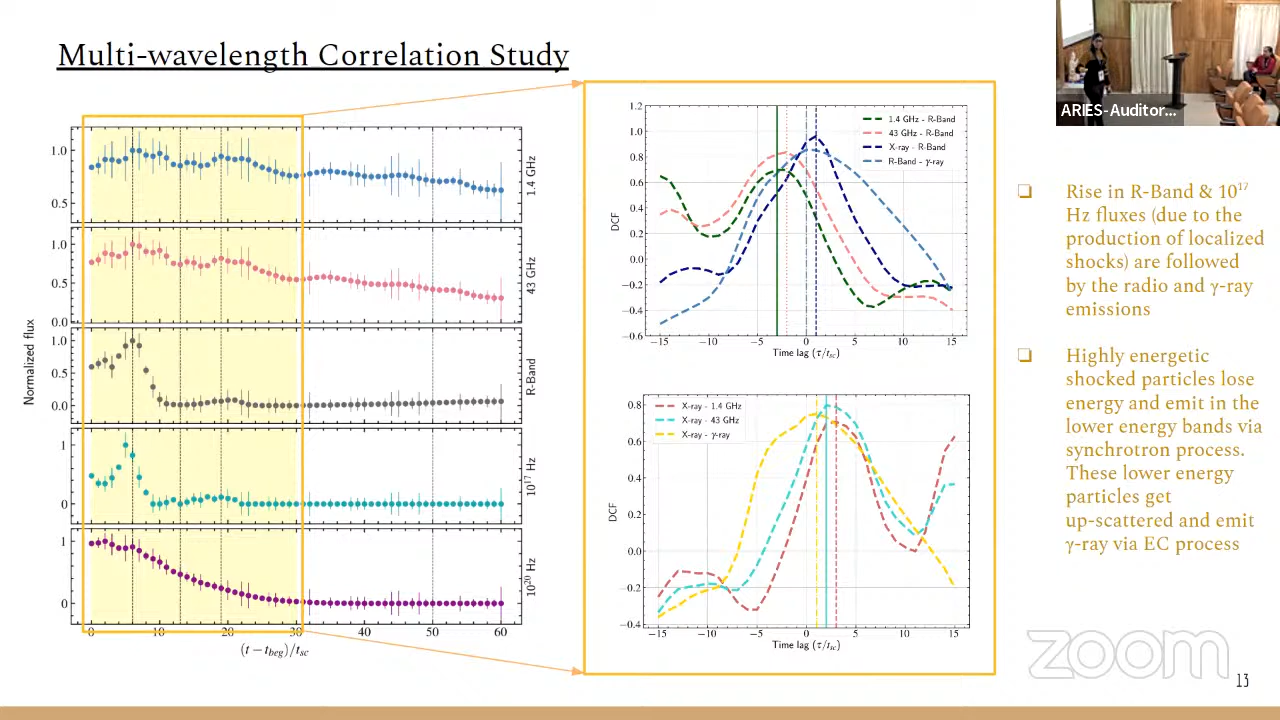 Multi-wavelength Correlation Study
ARIES-Auditor...
Normalized flux
1.0
0.5
1.4 GHz
1.0
0.5
0.0
43 GHz
1.0
0.5
0.0
R-Band
1
0
10¹⁷ Hz
1
0
10²⁰ Hz
0 10 20 30 40 50 60
(t − t_beg)/t_sc
1.2
1.0
0.8
0.6
0.4
0.2
0.0
−0.2
−0.4
−0.6
DCF
1.4 GHz - R-Band
43 GHz - R-Band
X-ray - R-Band
R-Band - γ-ray
−15 −10 −5 0 5 10 15
Time lag (τ/t_sc)
0.8
0.6
0.4
0.2
0.0
−0.2
−0.4
DCF
X-ray - 1.4 GHz
X-ray - 43 GHz
X-ray - γ-ray
−15 −10 −5 0 5 10 15
Time lag (τ/t_sc)
❏ Rise in R-Band & 10¹⁷
Hz fluxes (due to the
production of localized
shocks) are followed
by the radio and γ-ray
emissions
❏ Highly energetic
shocked particles lose
energy and emit in the
lower energy bands via
synchrotron process.
These lower energy
particles get
up-scattered and emit
γ-ray via EC process
zoom
13